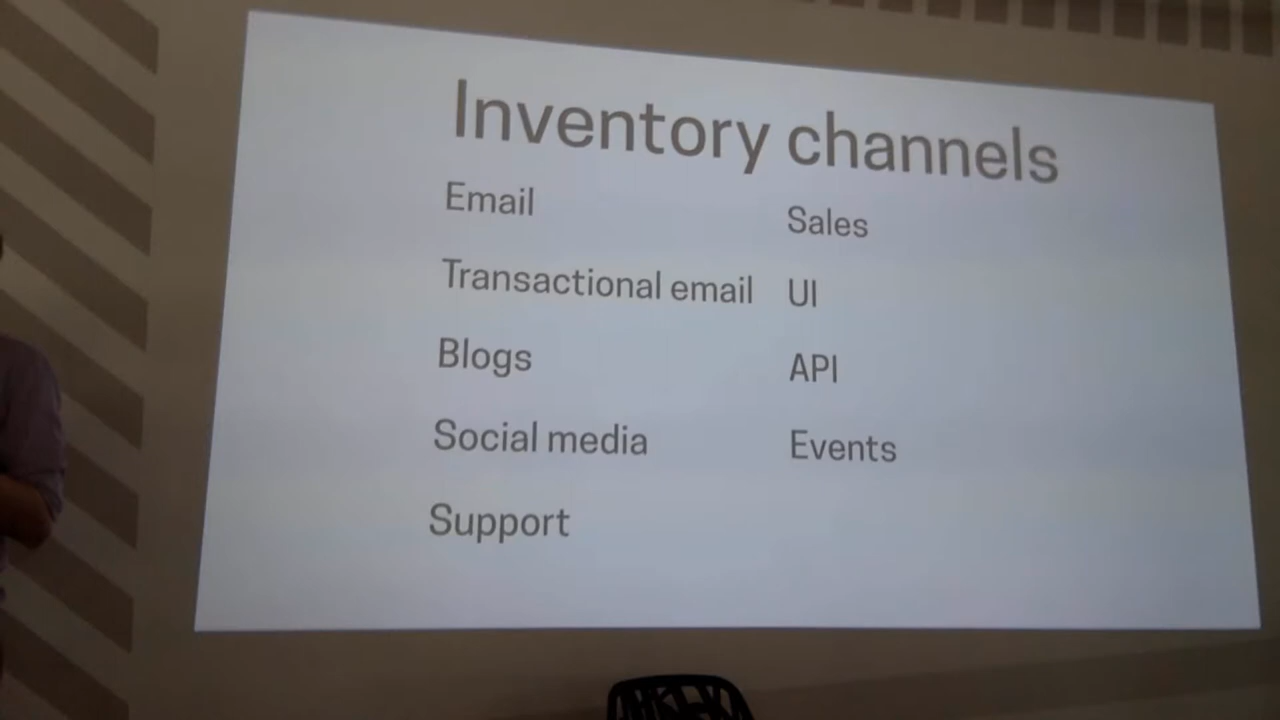 Inventory channels
Email
Transactional email
Blogs
Social media
Support
Sales
UI
API
Events